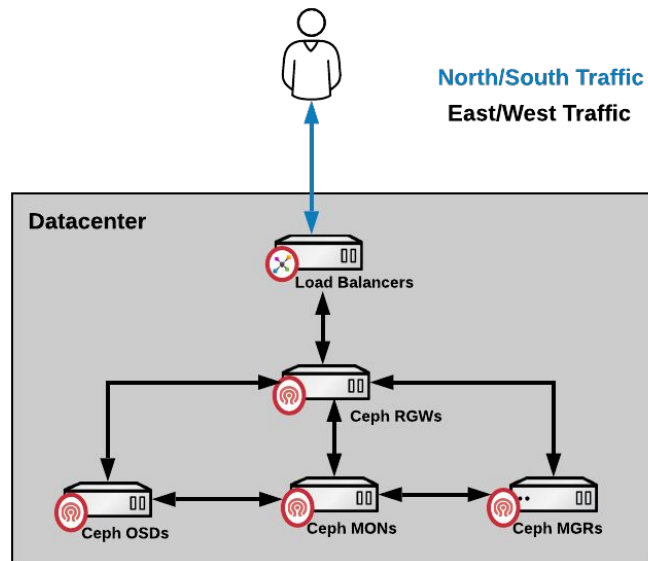 North/South Traffic
East/West Traffic
Datacenter
Load Balancers
Ceph RGWs
Ceph OSDs
Ceph MONs
Ceph MGRs